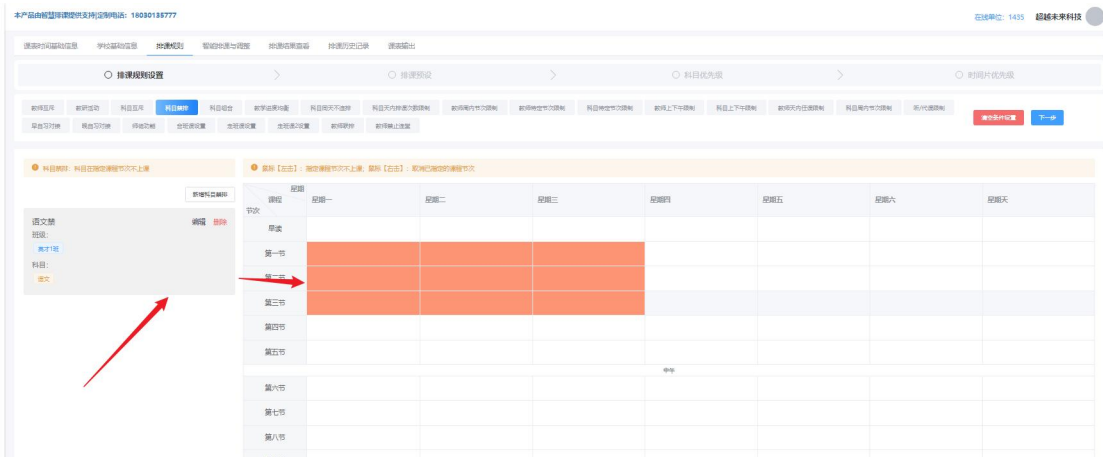 本产品由智慧排课提供支持|定制电话：18030135777
在线单位：1435 超越未来科技
课表时间基础信息 学校基础信息 排课规则 智能排课与调整 排课结果查看 排课历史记录 课表输出
排课规则设置 > 排课预设 > 科目优先级 > 时间片优先级
教师互斥 教研活动 科目互斥 科目禁排 科目组合 教学进度均衡 科目隔天不连排 科目天内排课次数限制 教师周内节次限制 教师特定节次限制 科目特定节次限制 教师上下午限制 科目上下午限制 教师天内任课限制 科目周内节次限制
早自习对接 晚自习对接 师徒功能 合班课设置 走班课设置 走班课2设置 教师联排 教师禁止连堂
清空条件设置 下一步
科目禁排：科目在指定课程节次不上课
鼠标【左击】：指定课程节次不上课；鼠标【右击】：取消已指定的课程节次
新增科目禁排
语文禁 编辑 删除
班级：
英才1班
科目：
语文
星期
课程
节次
星期一 星期二 星期三 星期四 星期五 星期六 星期天
早读
第一节
第二节
第三节
第四节
第五节
中午
第六节
第七节
第八节